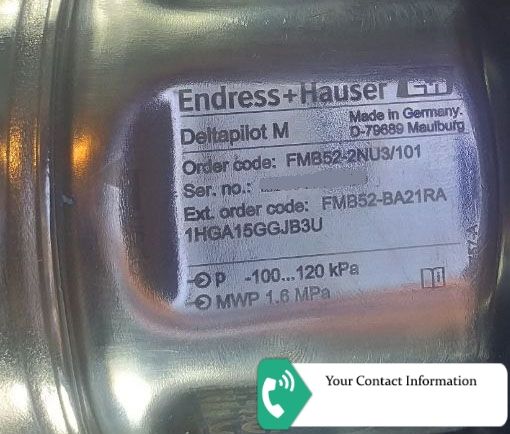 Endress+Hauser EH
Deltapilot M
Made in Germany.
D-79689 Maulburg
Order code: FMB52-2NU3/101
Ser. no.:
Ext. order code: FMB52-BA21RA
1HGA15GGJB3U
P -100...120 kPa
MWP 1.6 MPa
Your Contact Information